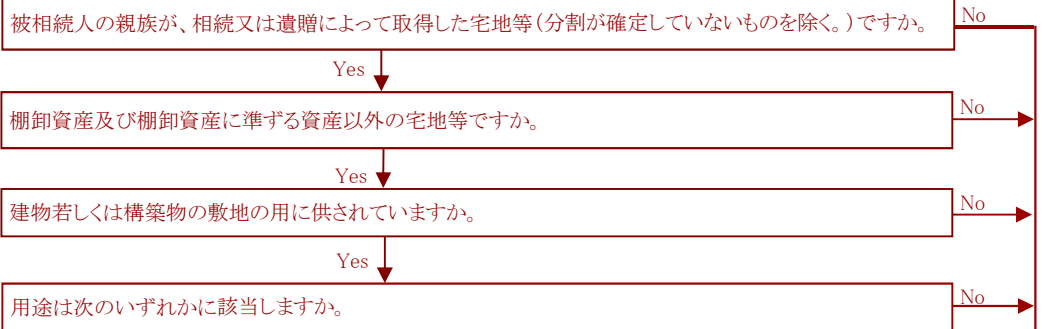 被相続人の親族が、相続又は遺贈によって取得した宅地等(分割が確定していないものを除く。)ですか。
No
Yes
棚卸資産及び棚卸資産に準ずる資産以外の宅地等ですか。
No
Yes
建物若しくは構築物の敷地の用に供されていますか。
No
Yes
用途は次のいずれかに該当しますか。
No